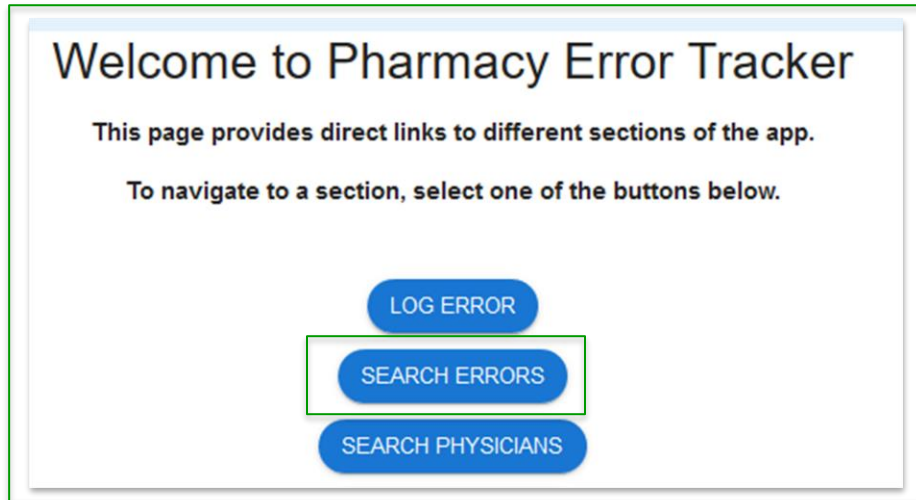 Welcome to Pharmacy Error Tracker
This page provides direct links to different sections of the app.
To navigate to a section, select one of the buttons below.
LOG ERROR
SEARCH ERRORS
SEARCH PHYSICIANS